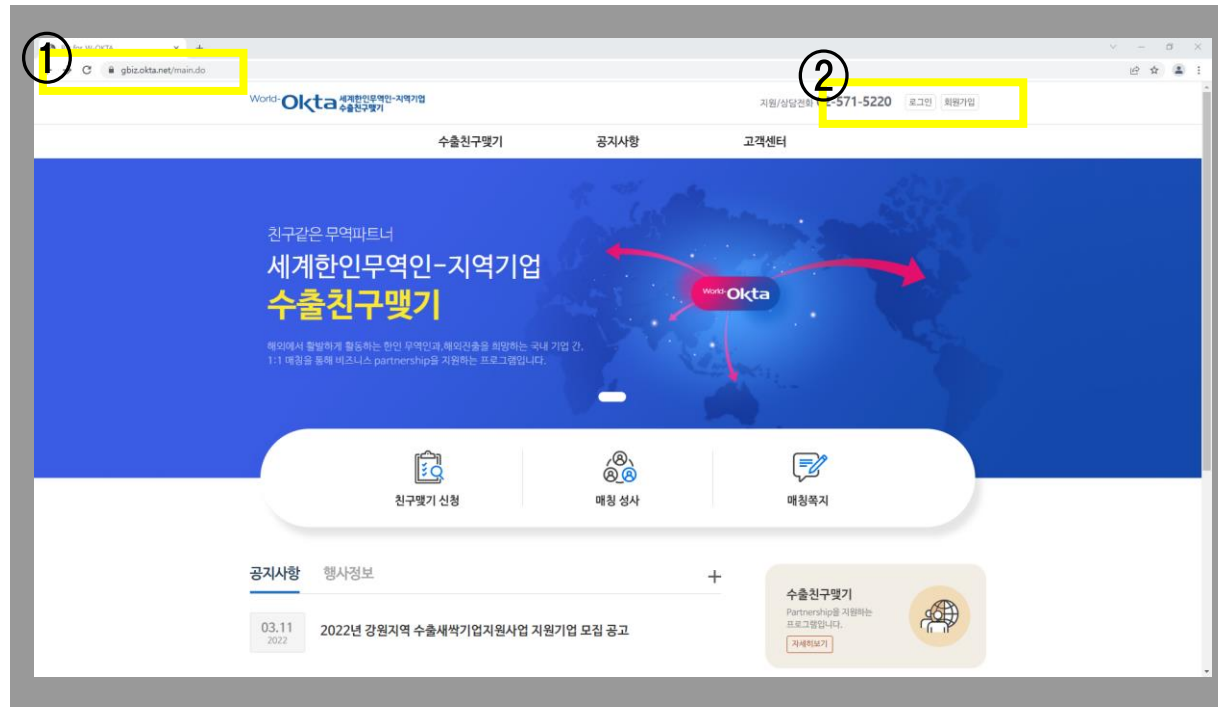 ①
gbiz.okta.net/main.do
②
World-Okta 세계한인무역인-지역기업
수출친구맺기
지원/상담전화
-571-5220 로그인 회원가입
수출친구맺기 공지사항 고객센터
친구같은 무역파트너
세계한인무역인-지역기업
수출친구맺기
해외에서 활발하게 활동하는 한인 무역인과,해외진출을 희망하는 국내 기업 간,
1:1 매칭을 통해 비즈니스 partnership을 지원하는 프로그램입니다.
World-Okta
친구맺기 신청 매칭 성사 매칭쪽지
공지사항 행사정보 +
03.11
2022
2022년 강원지역 수출새싹기업지원사업 지원기업 모집 공고
수출친구맺기
Partnership을 지원하는
프로그램입니다.
자세히보기